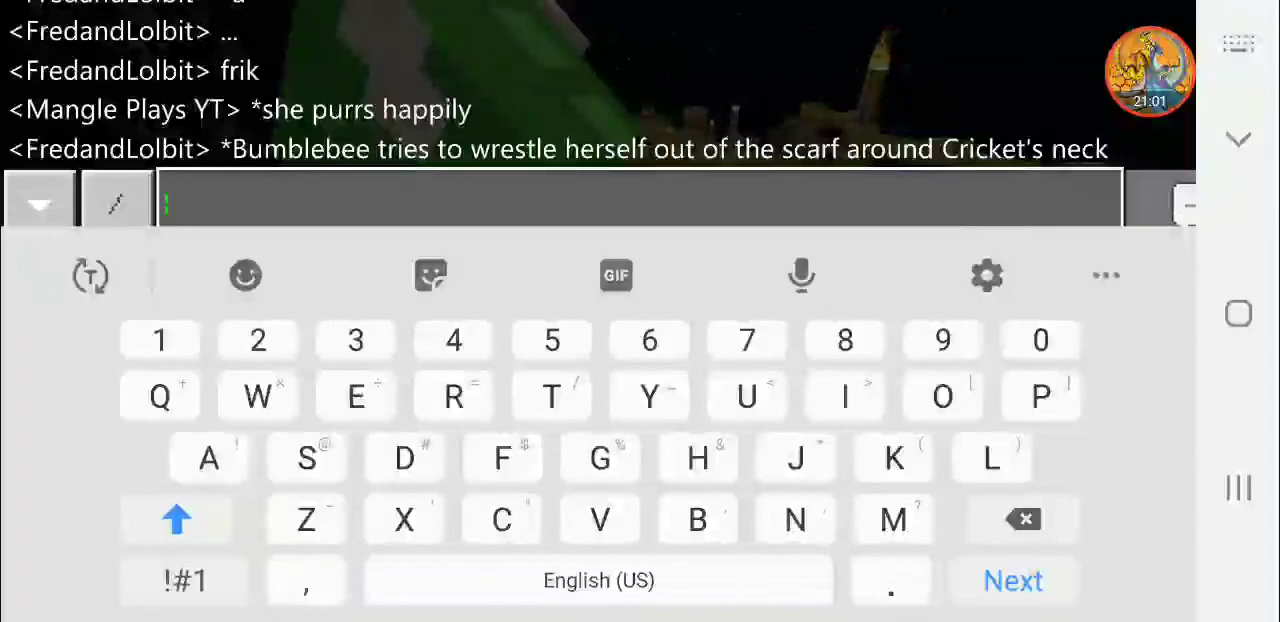 <FredandLolbit> ...
<FredandLolbit> frik
<Mangle Plays YT> *she purrs happily
21:01
<FredandLolbit> *Bumblebee tries to wrestle herself out of the scarf around Cricket's neck
/
T GIF ...
1 2 3 4 5 6 7 8 9 0
Q + W × E ÷ R = T / Y _ U < I > O [ P ]
A ! S @ D # F $ G % H & J * K ( L )
Z - X ' C " V : B ; N , M ?
!#1 , English (US) . Next